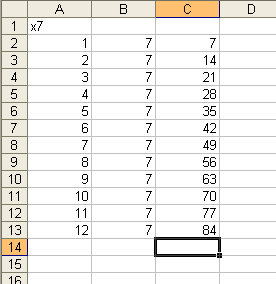 A B C D
1 x7
2 1 7 7
3 2 7 14
4 3 7 21
5 4 7 28
6 5 7 35
7 6 7 42
8 7 7 49
9 8 7 56
10 9 7 63
11 10 7 70
12 11 7 77
13 12 7 84
14
15
16